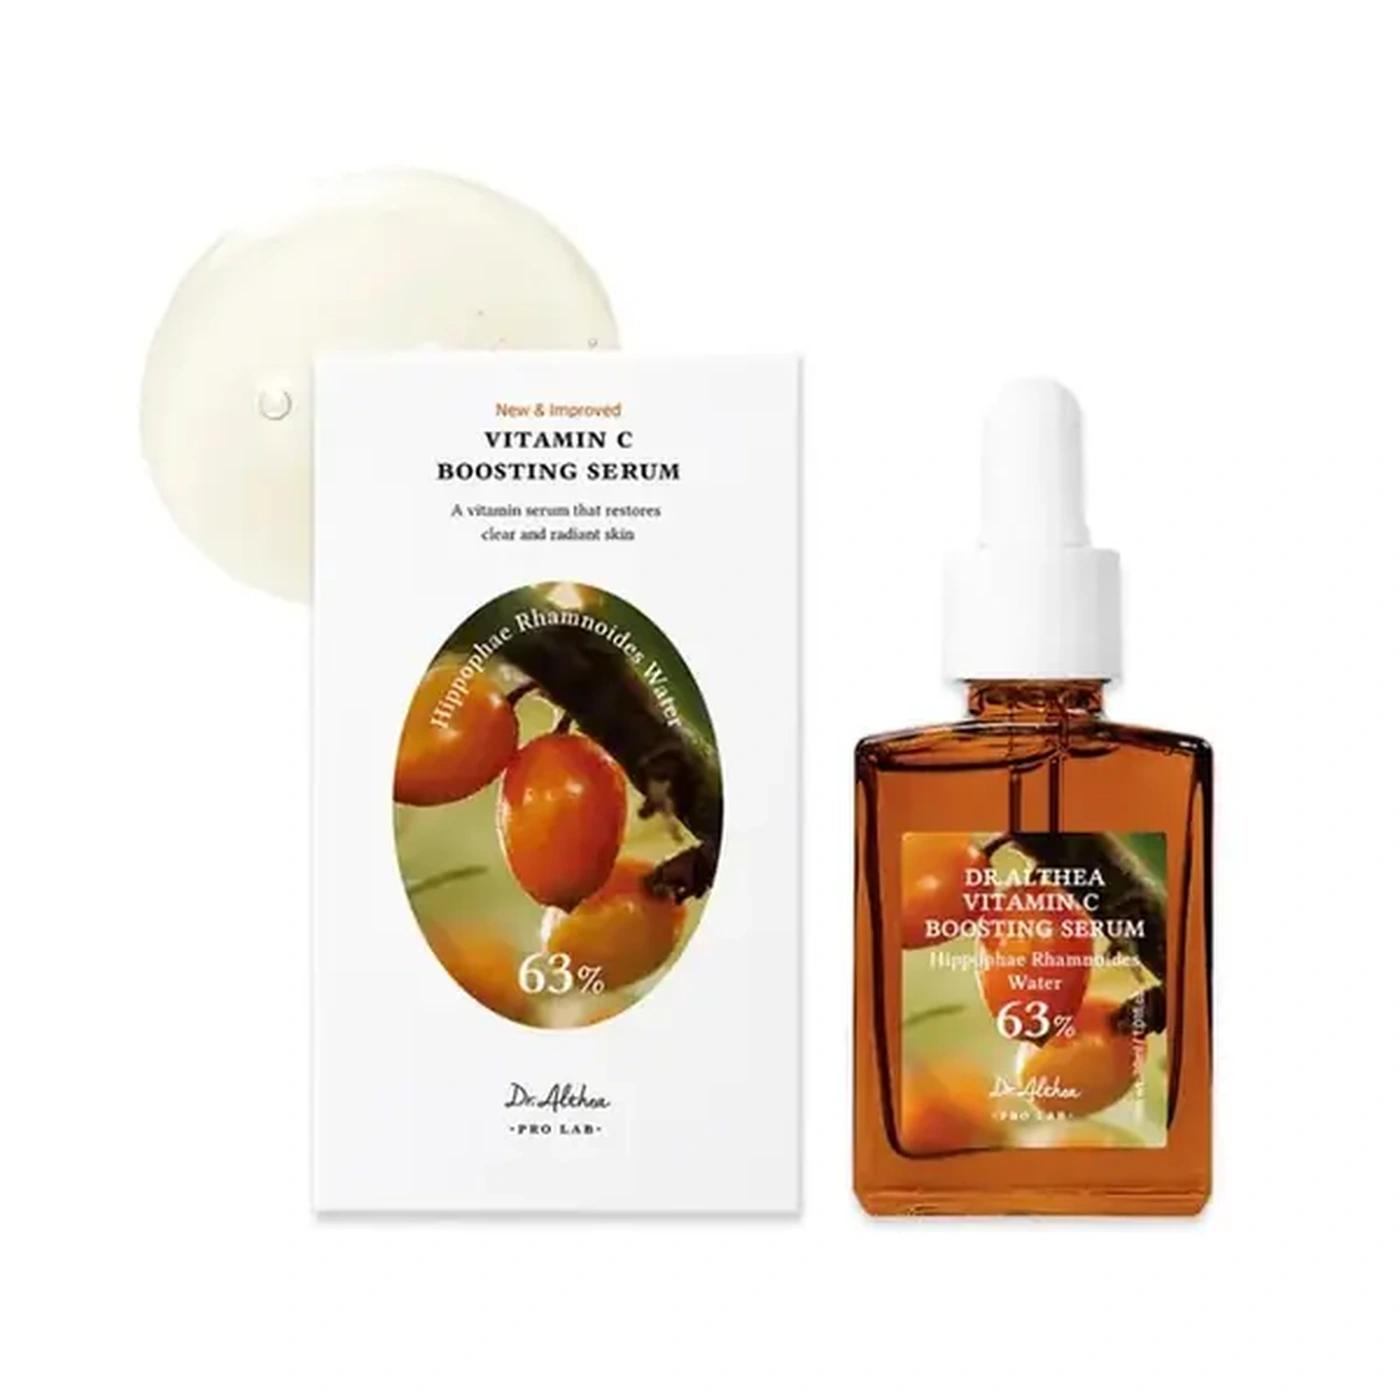 New & Improved
VITAMIN C
BOOSTING SERUM
A vitamin serum that restores
clear and radiant skin
Hippophae Rhamnoides Water
63%
Dr.Althea
·PRO LAB·
DR.ALTHEA
VITAMIN C
BOOSTING SERUM
Hippophae Rhamnoides
Water
63%
Dr.Althea
·PRO LAB·